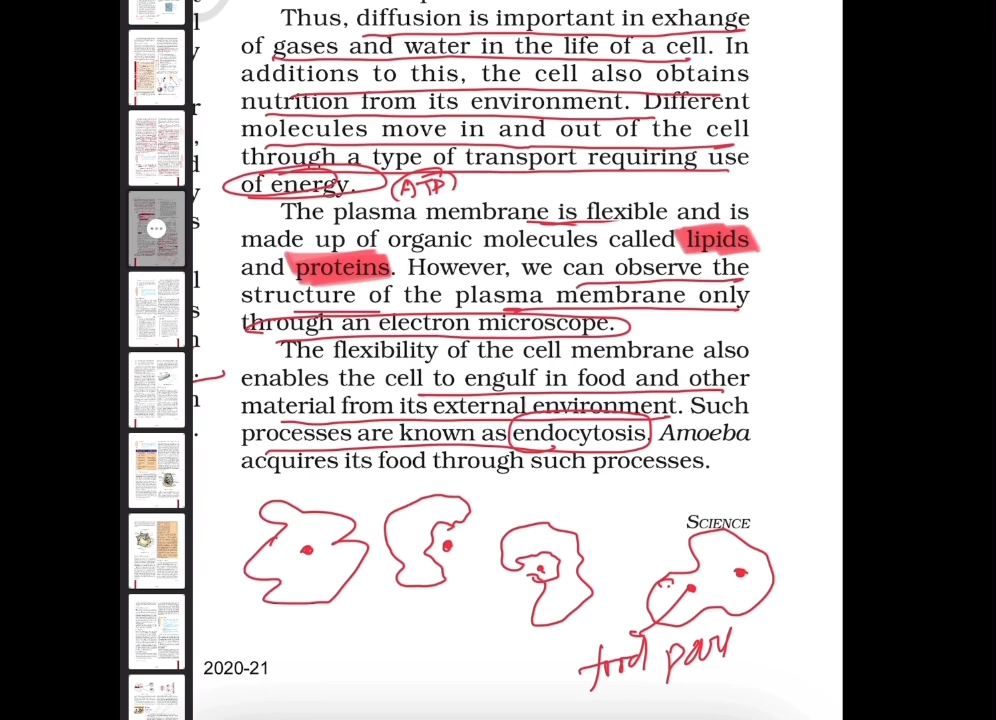 Thus, diffusion is important in exhange
of gases and water in the life of a cell. In
additions to this, the cell also obtains
nutrition from its environment. Different
molecules move in and out of the cell
through a type of transport requiring use
of energy. (ATP)
The plasma membrane is flexible and is
made up of organic molecules called lipids
and proteins. However, we can observe the
structure of the plasma membrane only
through an electron microscope.
The flexibility of the cell membrane also
enables the cell to engulf in food and other
material from its external environment. Such
processes are known as endocytosis. Amoeba
acquires its food through such processes.
SCIENCE
food
2020-21